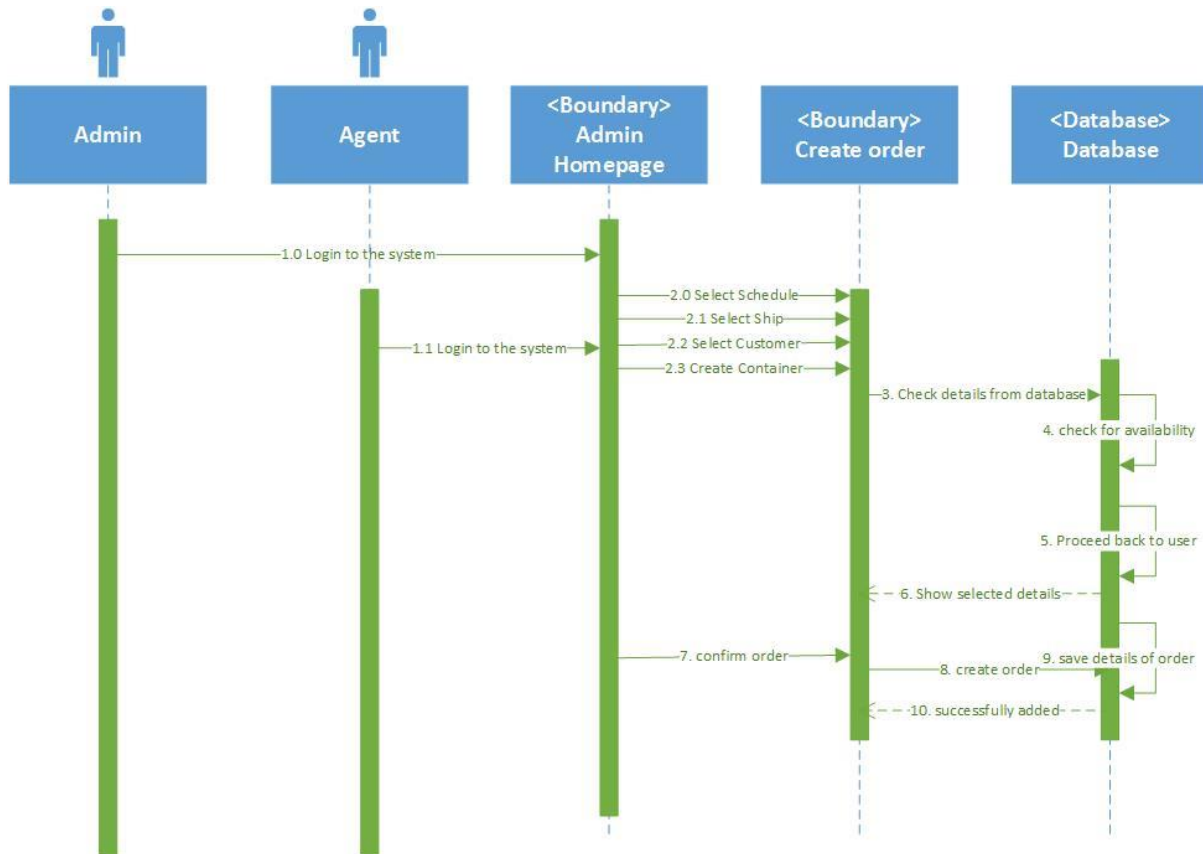 Admin
Agent
<Boundary>
Admin
Homepage
<Boundary>
Create order
<Database>
Database
1.0 Login to the system
2.0 Select Schedule
2.1 Select Ship
1.1 Login to the system
2.2 Select Customer
2.3 Create Container
3. Check details from database
4. check for availability
5. Proceed back to user
6. Show selected details
7. confirm order
9. save details of order
8. create order
10. successfully added